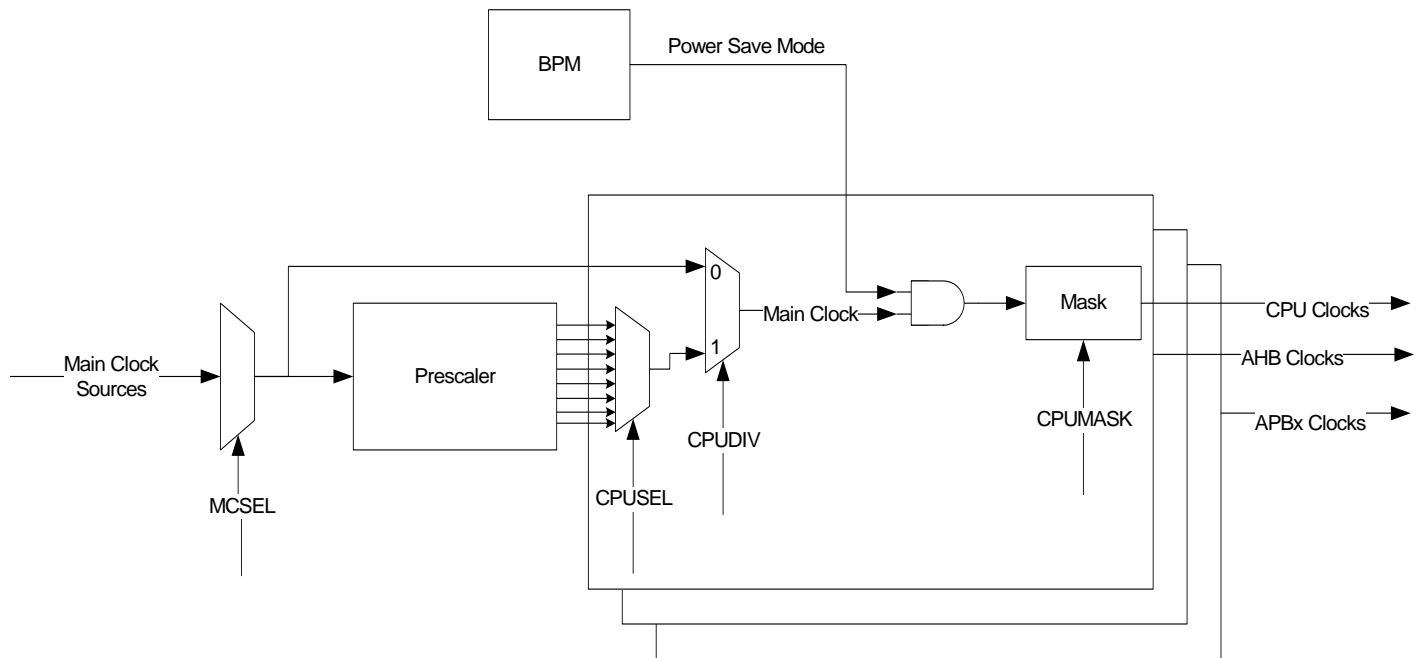 Power Save Mode
BPM
0
Main Clock
Mask
CPU Clocks
Main Clock
Sources
Prescaler
1
AHB Clocks
CPUDIV
CPUMASK
APBx Clocks
CPUSEL
MCSEL